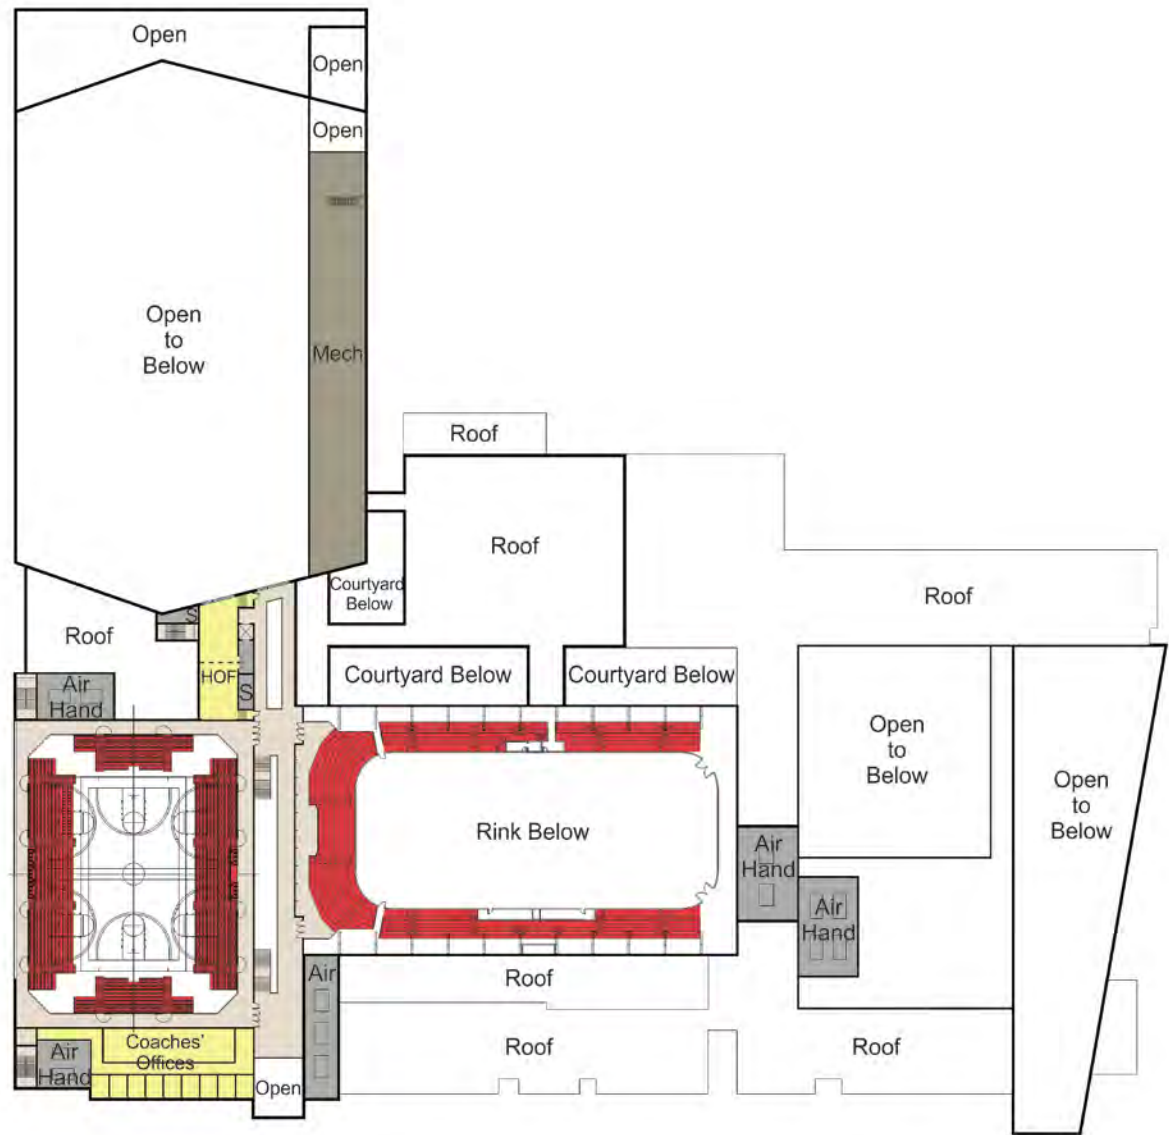 Open
Open
Open
Open
to
Below
Mech
Roof
Roof
Courtyard
Below
Roof
S
Roof
HOF
S
Air
Hand
Courtyard Below
Courtyard Below
Open
to
Below
Open
to
Below
Rink Below
Air
Hand
Air
Hand
Air
Roof
Coaches'
Offices
Air
Hand
Open
Roof
Roof